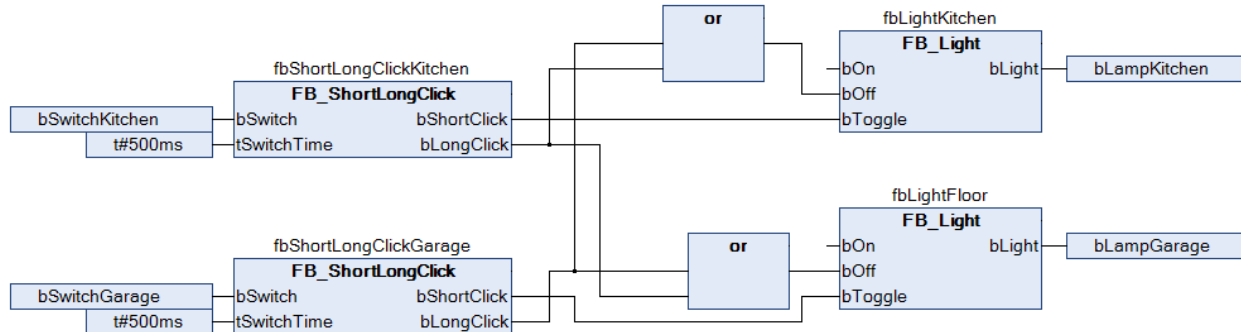 or
fbLightKitchen
FB_Light
bOn bLight bLampKitchen
bOff
bToggle
fbShortLongClickKitchen
FB_ShortLongClick
bSwitchKitchen bSwitch bShortClick
t#500ms tSwitchTime bLongClick
fbLightFloor
or
FB_Light
bOn bLight bLampGarage
bOff
bToggle
fbShortLongClickGarage
FB_ShortLongClick
bSwitchGarage bSwitch bShortClick
t#500ms tSwitchTime bLongClick